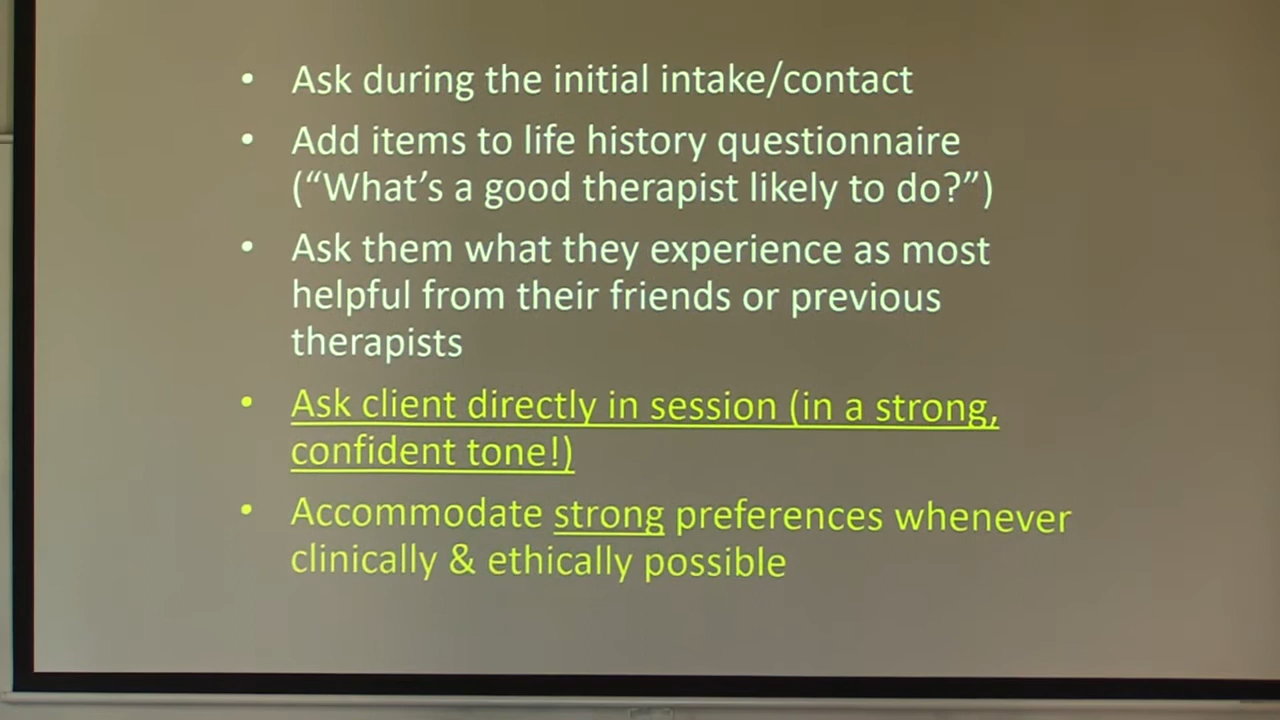 • Ask during the initial intake/contact
• Add items to life history questionnaire
(“What’s a good therapist likely to do?”)
• Ask them what they experience as most
helpful from their friends or previous
therapists
• Ask client directly in session (in a strong,
confident tone!)
• Accommodate strong preferences whenever
clinically & ethically possible